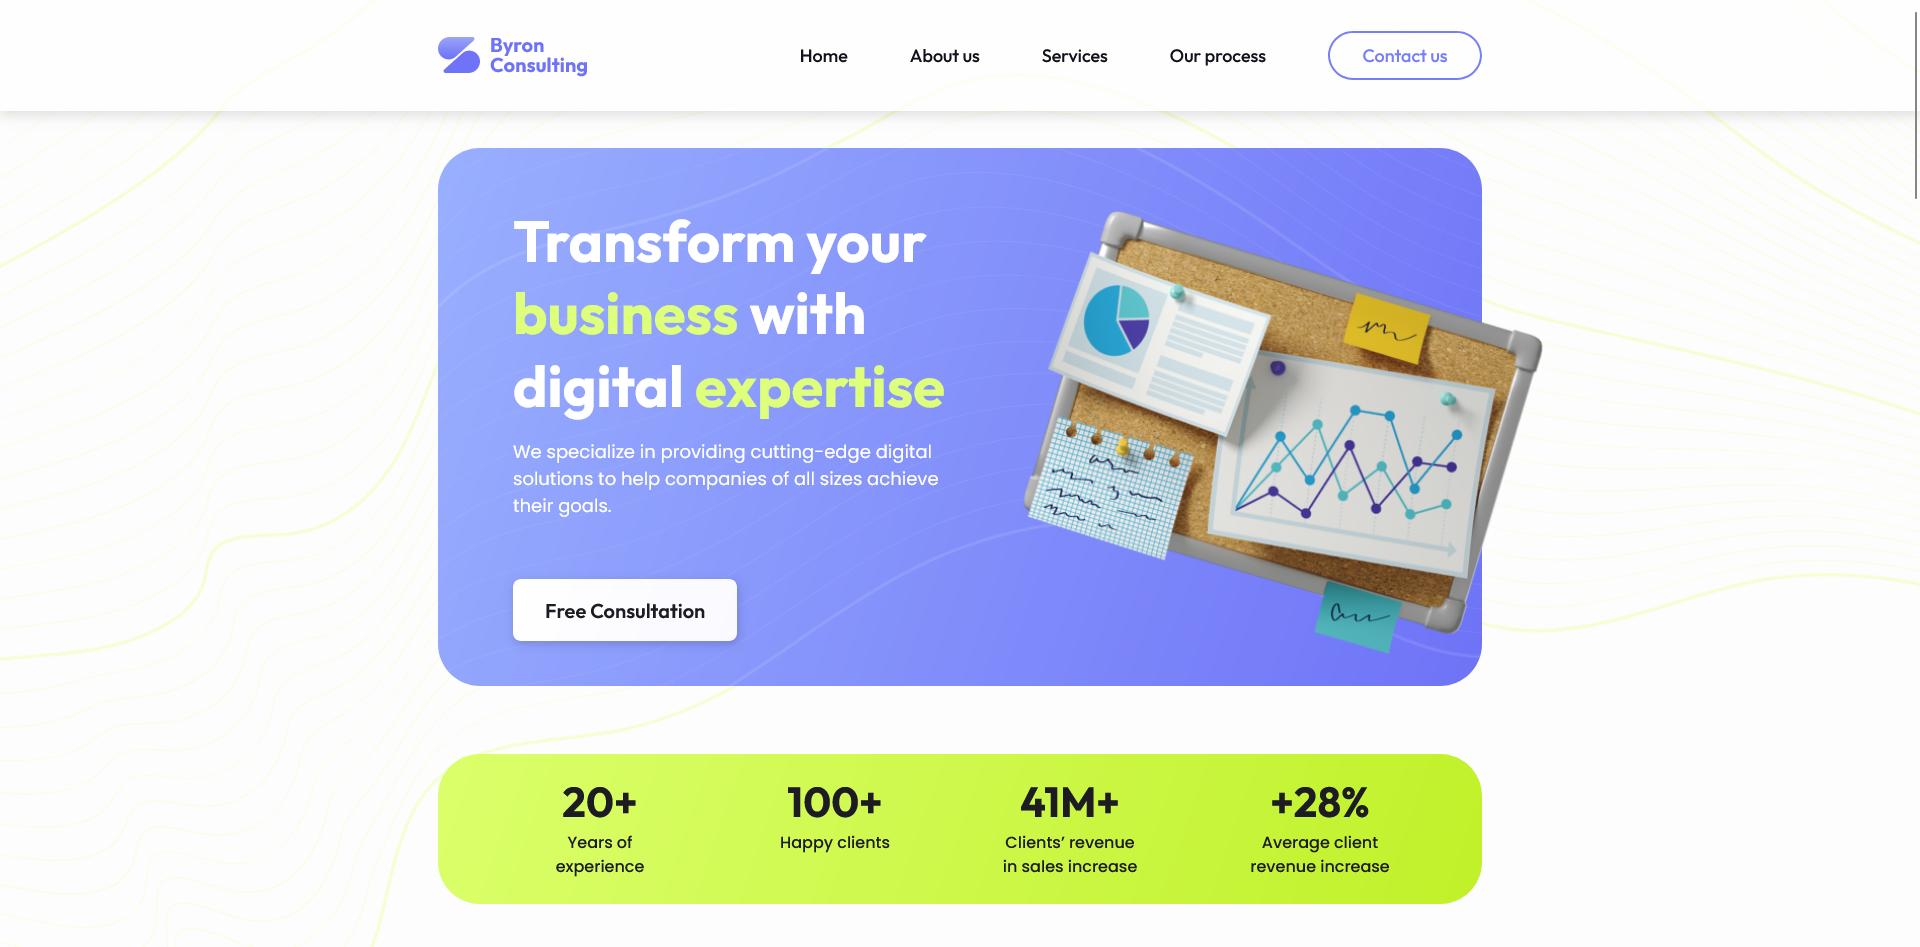 Byron
Consulting
Home
About us
Services
Our process
Contact us
Transform your
business with
digital expertise
We specialize in providing cutting-edge digital
solutions to help companies of all sizes achieve
their goals.
Free Consultation
20+
Years of
experience
100+
Happy clients
41M+
Clients’ revenue
in sales increase
+28%
Average client
revenue increase